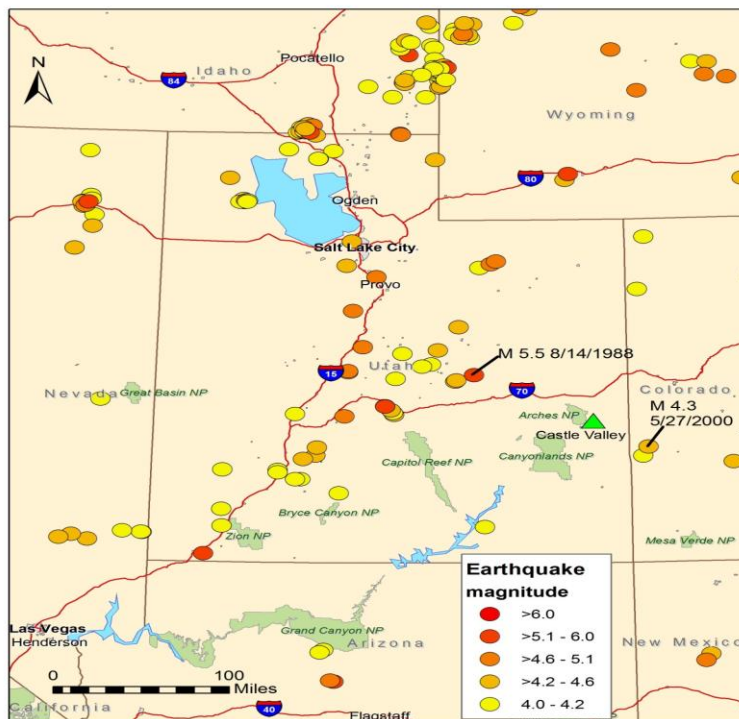 Pocatello
Idaho
N
84
Wyoming
80
Ogden
Salt Lake City
Provo
M 5.5 8/14/1988
Utah
15
70
Nevada
Great Basin NP
Colorado
M 4.3
5/27/2000
Arches NP
Castle Valley
Capitol Reef NP
Canyonlands NP
Bryce Canyon NP
Zion NP
Mesa Verde NP
Earthquake
magnitude
>6.0
>5.1 - 6.0
>4.6 - 5.1
>4.2 - 4.6
4.0 - 4.2
Las Vegas
Henderson
Grand Canyon NP
Arizona
New Mexico
0 100
Miles
California
40
Flagstaff